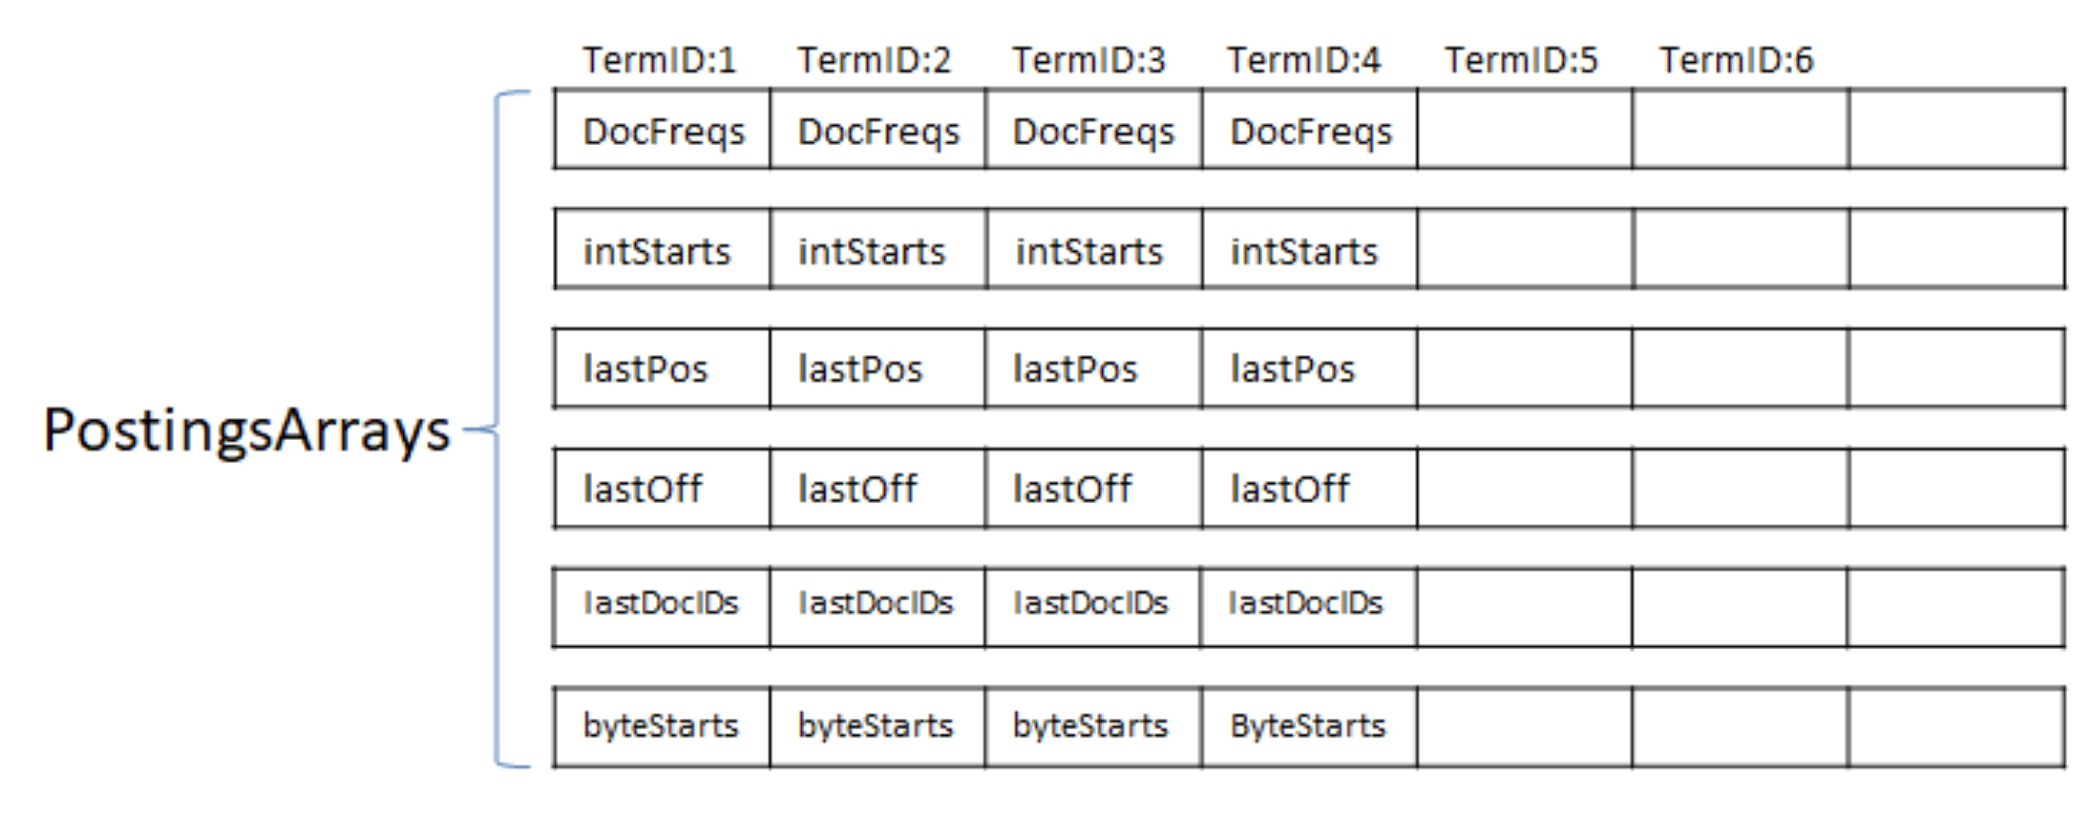 TermID:1 TermID:2 TermID:3 TermID:4 TermID:5 TermID:6
DocFreqs DocFreqs DocFreqs DocFreqs
intStarts intStarts intStarts intStarts
lastPos lastPos lastPos lastPos
PostingsArrays
lastOff lastOff lastOff lastOff
lastDocIDs lastDocIDs lastDocIDs lastDocIDs
byteStarts byteStarts byteStarts ByteStarts